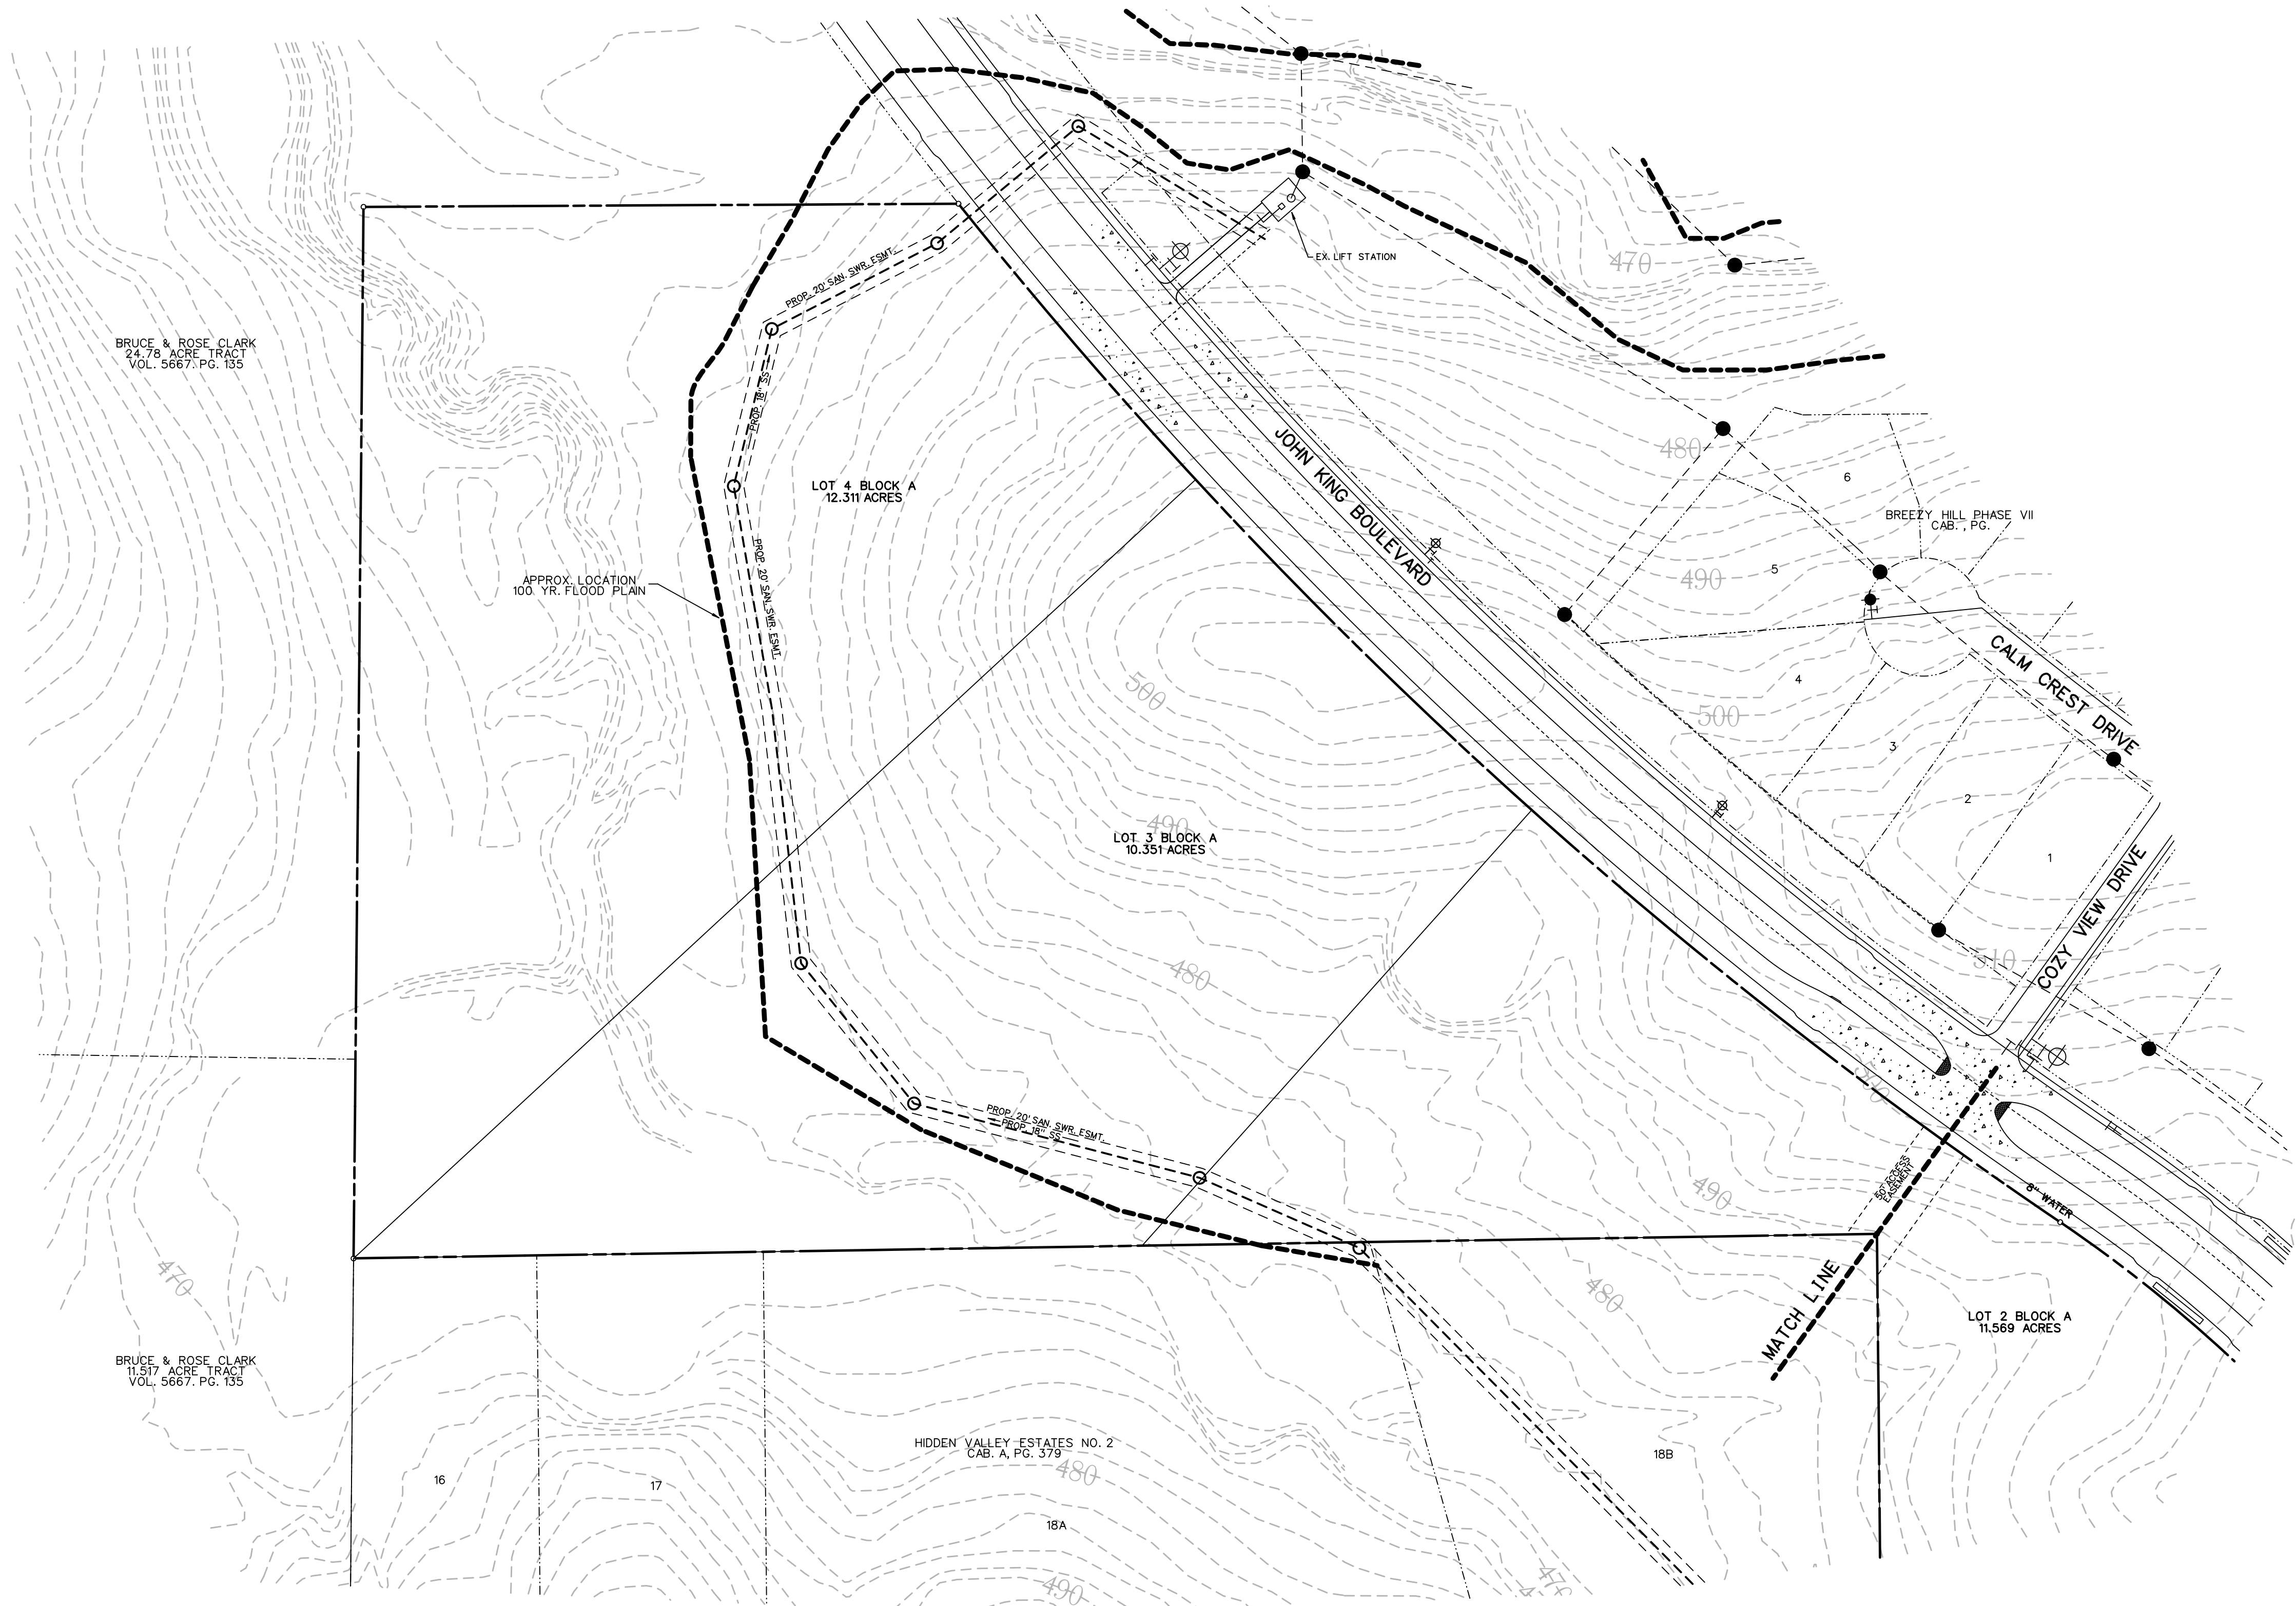 EX. LIFT STATION
470
PROP. 20' SAN. SWR. ESMT.
BRUCE & ROSE CLARK
24.78 ACRE TRACT
VOL. 5667. PG. 135
PROP. 18" SS
JOHN KING BOULEVARD
480
6
LOT 4 BLOCK A
12.311 ACRES
BREEZY HILL PHASE VII
CAB. , PG.
5
490
APPROX. LOCATION
100 YR. FLOOD PLAIN
PROP. 20' SAN. SWR. ESMT.
CALM CREST DRIVE
4
500
500
3
2
490
LOT 3 BLOCK A
10.351 ACRES
1
COZY VIEW DRIVE
510
480
PROP. 20' SAN. SWR. ESMT.
PROP. 18" SS
50' ACCESS
EASEMENT
490
8" WATER
470
480
MATCH LINE
LOT 2 BLOCK A
11.569 ACRES
BRUCE & ROSE CLARK
11.517 ACRE TRACT
VOL. 5667. PG. 135
HIDDEN VALLEY ESTATES NO. 2
CAB. A, PG. 379
18B
480
16
17
18A
490